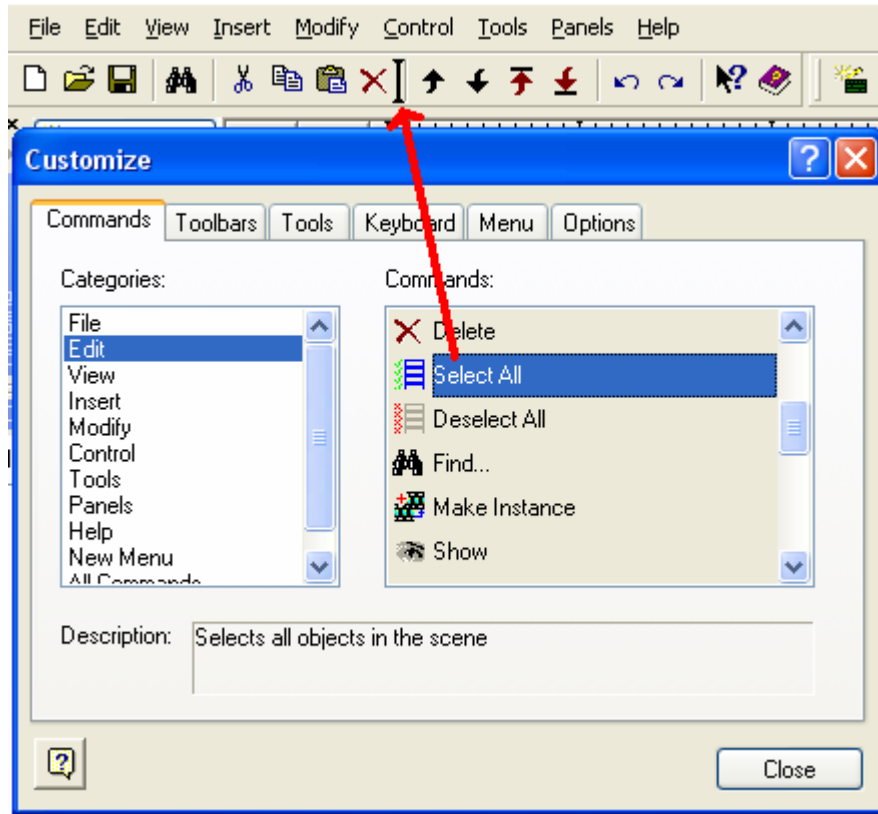 File Edit View Insert Modify Control Tools Panels Help
Customize
Commands Toolbars Tools Keyboard Menu Options
Categories:
File
Edit
View
Insert
Modify
Control
Tools
Panels
Help
New Menu
All Commands
Commands:
Delete
Select All
Deselect All
Find...
Make Instance
Show
Description: Selects all objects in the scene
Close